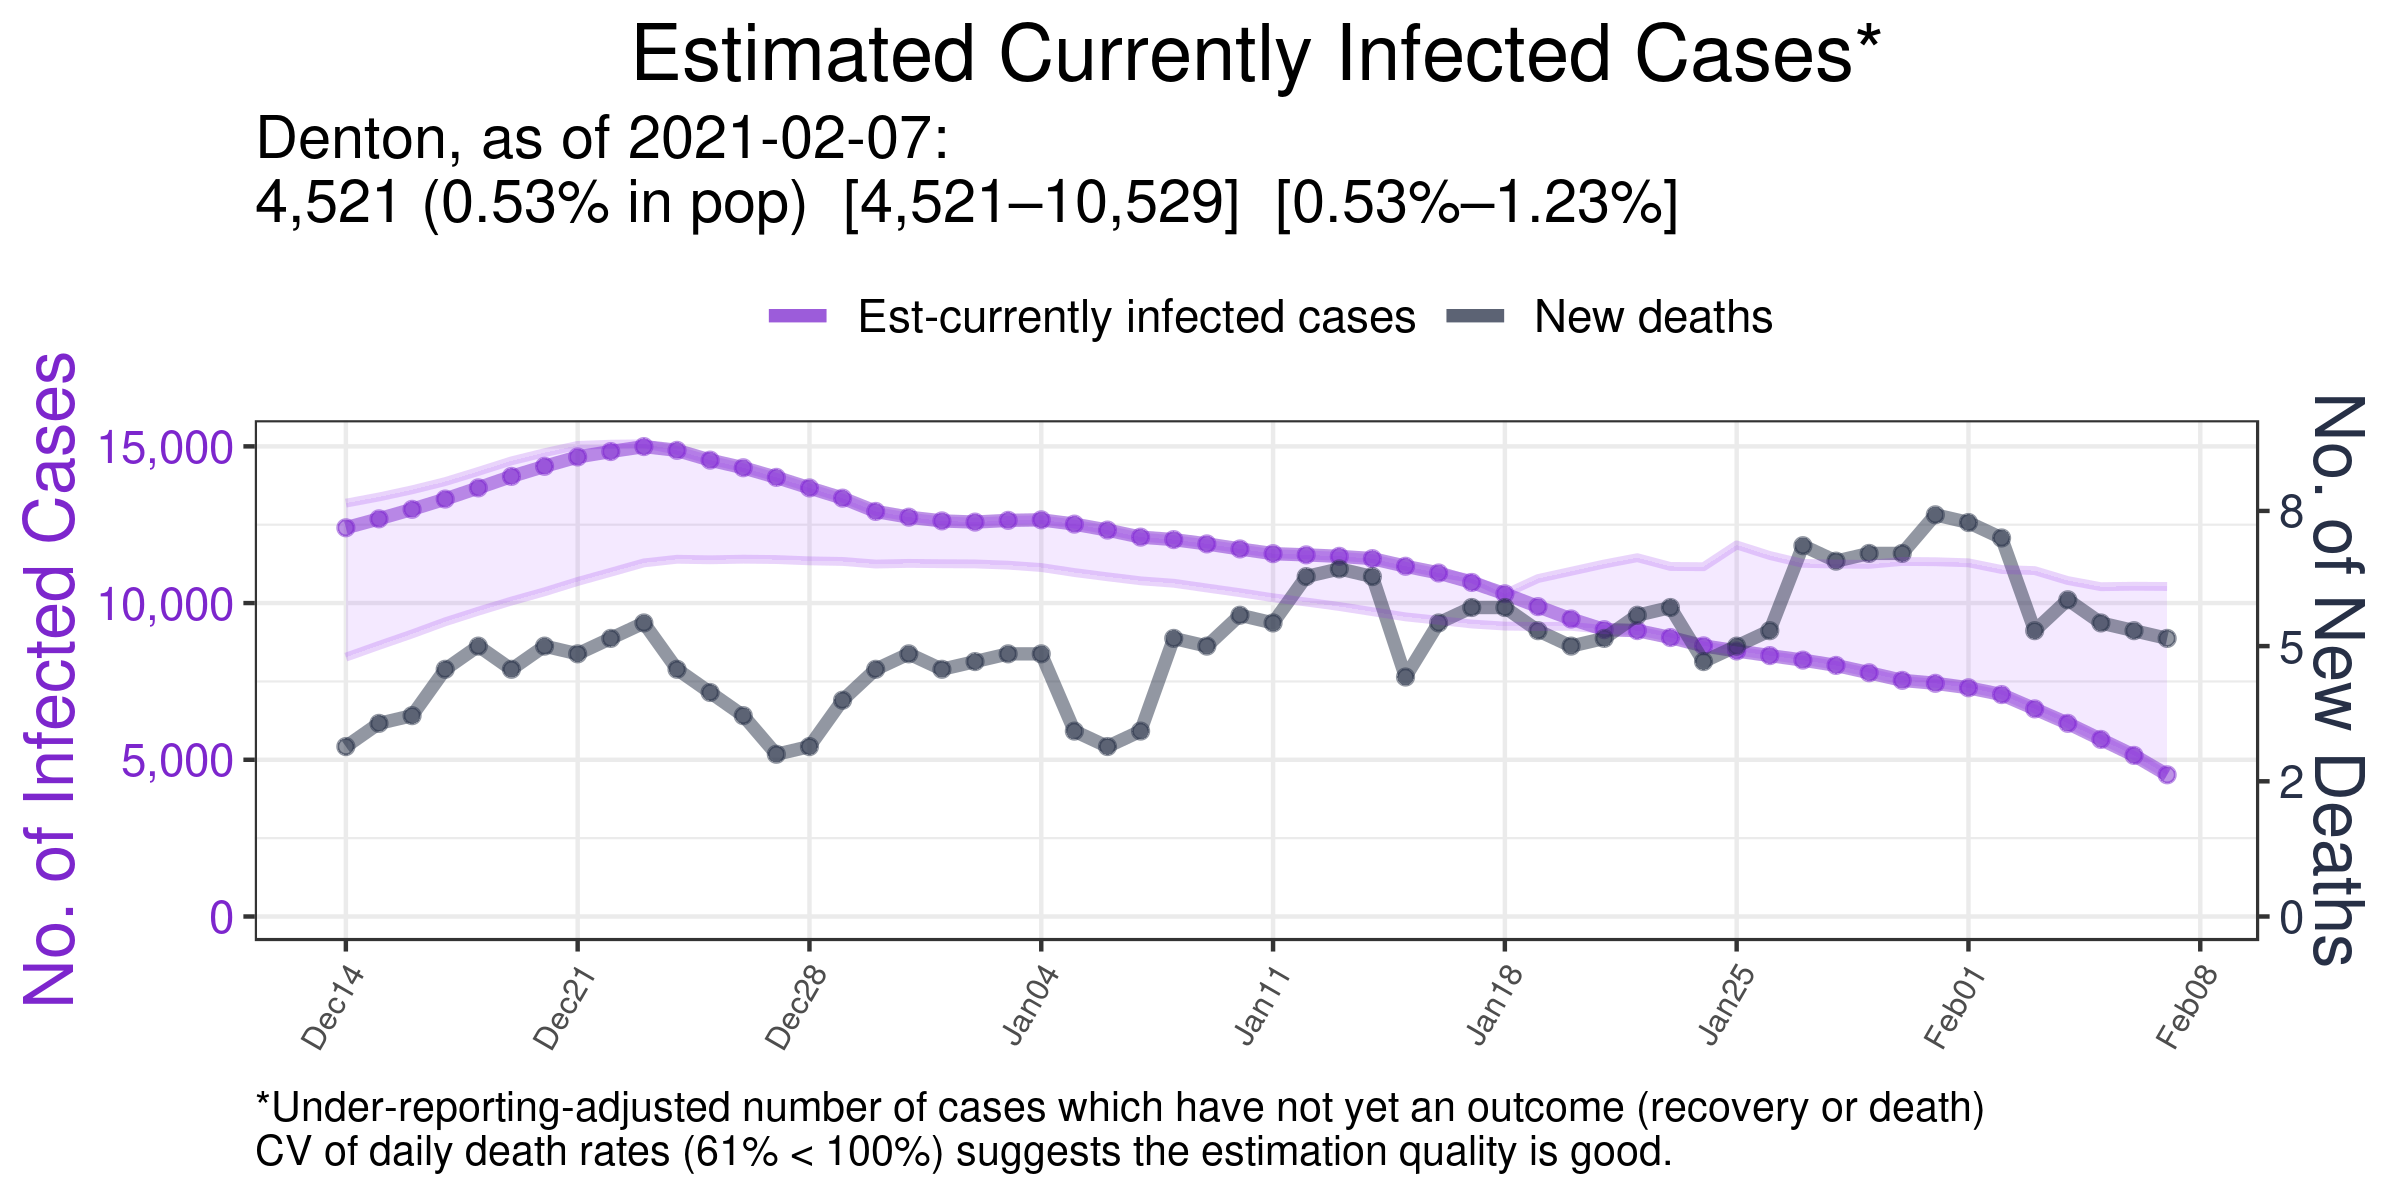 Estimated Currently Infected Cases*
Denton, as of 2021-02-07:
4,521 (0.53% in pop) [4,521–10,529] [0.53%–1.23%]
Est-currently infected cases
New deaths
No. of Infected Cases
15,000
10,000
5,000
0
No. of New Deaths
8
5
2
0
Dec14
Dec21
Dec28
Jan04
Jan11
Jan18
Jan25
Feb01
Feb08
*Under-reporting-adjusted number of cases which have not yet an outcome (recovery or death)
CV of daily death rates (61% < 100%) suggests the estimation quality is good.